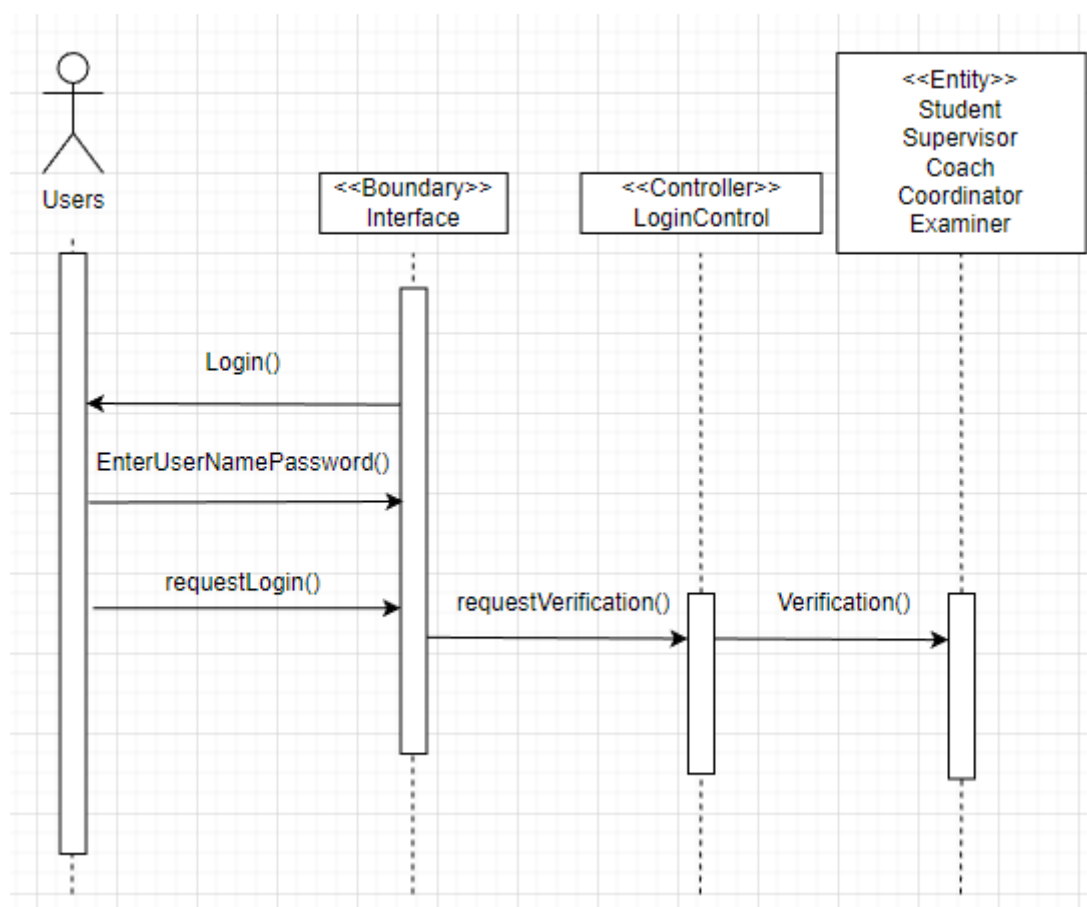 <<Entity>>
Student
Supervisor
Coach
Coordinator
Examiner
<<Boundary>>
Interface
<<Controller>>
LoginControl
Users
Login()
EnterUserNamePassword()
requestLogin()
requestVerification()
Verification()